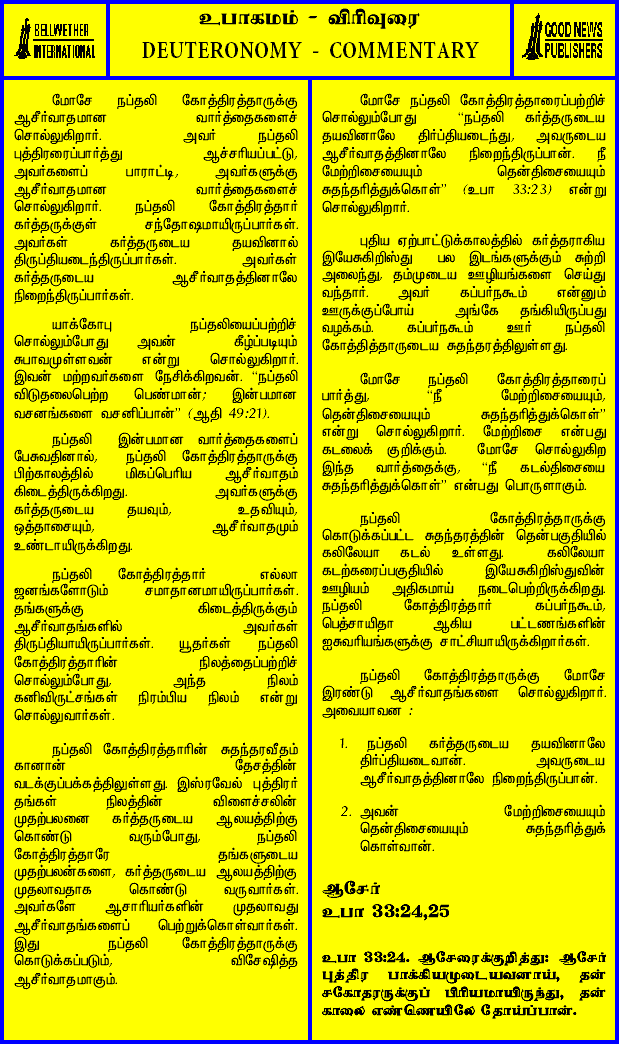 BELLWETHER
INTERNATIONAL
உபாகமம் - விரிவுரை
DEUTERONOMY - COMMENTARY
GOOD NEWS
PUBLISHERS
மோசே நப்தலி கோத்திரத்தாருக்கு
ஆசீர்வாதமான வார்த்தைகளைச்
சொல்லுகிறார். அவர் நப்தலி
புத்திரரைப்பார்த்து ஆச்சரியப்பட்டு,
அவர்களைப் பாராட்டி, அவர்களுக்கு
ஆசீர்வாதமான வார்த்தைகளைச்
சொல்லுகிறார். நப்தலி கோத்திரத்தார்
கர்த்தருக்குள் சந்தோஷமாயிருப்பார்கள்.
அவர்கள் கர்த்தருடைய தயவினால்
திருப்தியடைந்திருப்பார்கள். அவர்கள்
கர்த்தருடைய ஆசீர்வாதத்தினாலே
நிறைந்திருப்பார்கள்.
யாக்கோபு நப்தலியைப்பற்றிச்
சொல்லும்போது அவன் கீழ்ப்படியும்
சுபாவமுள்ளவன் என்று சொல்லுகிறார்.
இவன் மற்றவர்களை நேசிக்கிறவன். “நப்தலி
விடுதலைபெற்ற பெண்மான்; இன்பமான
வசனங்களை வசனிப்பான்” (ஆதி 49:21).
நப்தலி இன்பமான வார்த்தைகளைப்
பேசுவதினால், நப்தலி கோத்திரத்தாருக்கு
பிற்காலத்தில் மிகப்பெரிய ஆசீர்வாதம்
கிடைத்திருக்கிறது. அவர்களுக்கு
கர்த்தருடைய தயவும், உதவியும்,
ஒத்தாசையும், ஆசீர்வாதமும்
உண்டாயிருக்கிறது.
நப்தலி கோத்திரத்தார் எல்லா
ஜனங்களோடும் சமாதானமாயிருப்பார்கள்.
தங்களுக்கு கிடைத்திருக்கும்
ஆசீர்வாதங்களில் அவர்கள்
திருப்தியாயிருப்பார்கள். யூதர்கள் நப்தலி
கோத்திரத்தாரின் நிலத்தைப்பற்றிச்
சொல்லும்போது, அந்த நிலம்
கனிவிருட்சங்கள் நிரம்பிய நிலம் என்று
சொல்லுவார்கள்.
நப்தலி கோத்திரத்தாரின் சுதந்தரவீதம்
கானான் தேசத்தின்
வடக்குப்பக்கத்திலுள்ளது. இஸ்ரவேல் புத்திரர்
தங்கள் நிலத்தின் விளைச்சலின்
முதற்பலனை கர்த்தருடைய ஆலயத்திற்கு
கொண்டு வரும்போது, நப்தலி
கோத்திரத்தாரே தங்களுடைய
முதற்பலன்களை, கர்த்தருடைய ஆலயத்திற்கு
முதலாவதாக கொண்டு வருவார்கள்.
அவர்களே ஆசாரியர்களின் முதலாவது
ஆசீர்வாதங்களைப் பெற்றுக்கொள்வார்கள்.
இது நப்தலி கோத்திரத்தாருக்கு
கொடுக்கப்படும், விசேஷித்த
ஆசீர்வாதமாகும்.
மோசே நப்தலி கோத்திரத்தாரைப்பற்றிச்
சொல்லும்போது “நப்தலி கர்த்தருடைய
தயவினாலே திர்ப்தியடைந்து, அவருடைய
ஆசீர்வாதத்தினாலே நிறைந்திருப்பான். நீ
மேற்றிசையையும் தென்திசையையும்
சுதந்தரித்துக்கொள்” (உபா 33:23) என்று
சொல்லுகிறார்.
புதிய ஏற்பாட்டுக்காலத்தில் கர்த்தராகிய
இயேசுகிறிஸ்து பல இடங்களுக்கும் சுற்றி
அலைந்து, தம்முடைய ஊழியங்களை செய்து
வந்தார். அவர் கப்பர்நகூம் என்னும்
ஊருக்குப்போய் அங்கே தங்கியிருப்பது
வழக்கம். கப்பர்நகூம் ஊர் நப்தலி
கோத்தித்தாருடைய சுதந்தரத்திலுள்ளது.
மோசே நப்தலி கோத்திரத்தாரைப்
பார்த்து, “நீ மேற்றிசையையும்,
தென்திசையையும் சுதந்தரித்துக்கொள்”
என்று சொல்லுகிறார். மேற்றிசை என்பது
கடலைக் குறிக்கும். மோசே சொல்லுகிற
இந்த வார்த்தைக்கு, “நீ கடல்திசையை
சுதந்தரித்துக்கொள்” என்பது பொருளாகும்.
நப்தலி கோத்திரத்தாருக்கு
கொடுக்கப்பட்ட சுதந்தரத்தின் தென்பகுதியில்
கலிலேயா கடல் உள்ளது. கலிலேயா
கடற்கரைப்பகுதியில் இயேசுகிறிஸ்துவின்
ஊழியம் அதிகமாய் நடைபெற்றிருக்கிறது.
நப்தலி கோத்திரத்தார் கப்பர்நகூம்,
பெத்சாயிதா ஆகிய பட்டணங்களின்
ஐசுவரியங்களுக்கு சாட்சியாயிருக்கிறார்கள்.
நப்தலி கோத்திரத்தாருக்கு மோசே
இரண்டு ஆசீர்வாதங்களை சொல்லுகிறார்.
அவையாவன :
1. நப்தலி கர்த்தருடைய தயவினாலே
திர்ப்தியடைவான். அவருடைய
ஆசீர்வாதத்தினாலே நிறைந்திருப்பான்.
2. அவன் மேற்றிசையையும்
தென்திசையையும் சுதந்தரித்துக்
கொள்வான்.
ஆசேர்
உபா 33:24,25
உபா 33:24. ஆசேரைக்குறித்து: ஆசேர்
புத்திர பாக்கியமுடையவனாய், தன்
சகோதரருக்குப் பிரியமாயிருந்து, தன்
காலை எண்ணெயிலே தோய்ப்பான்.